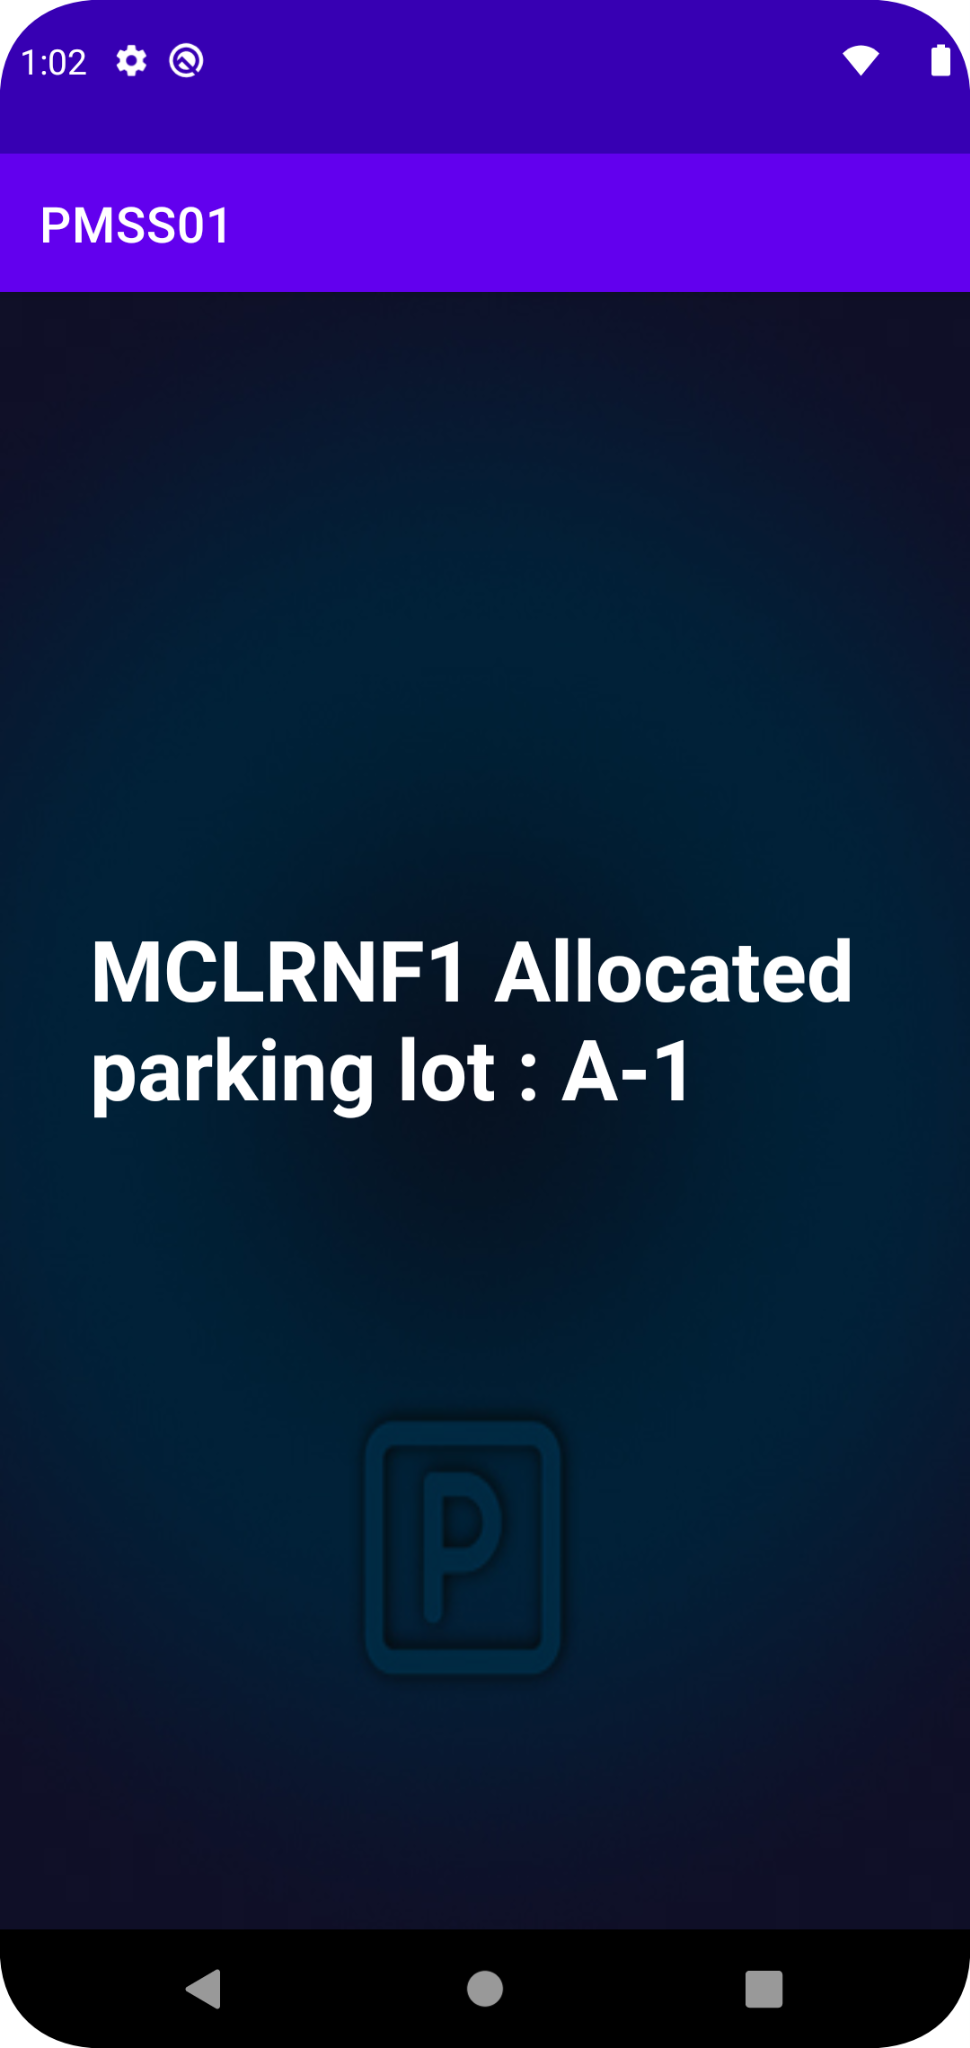 1:02
PMSS01
MCLRNF1 Allocated
parking lot : A-1
P